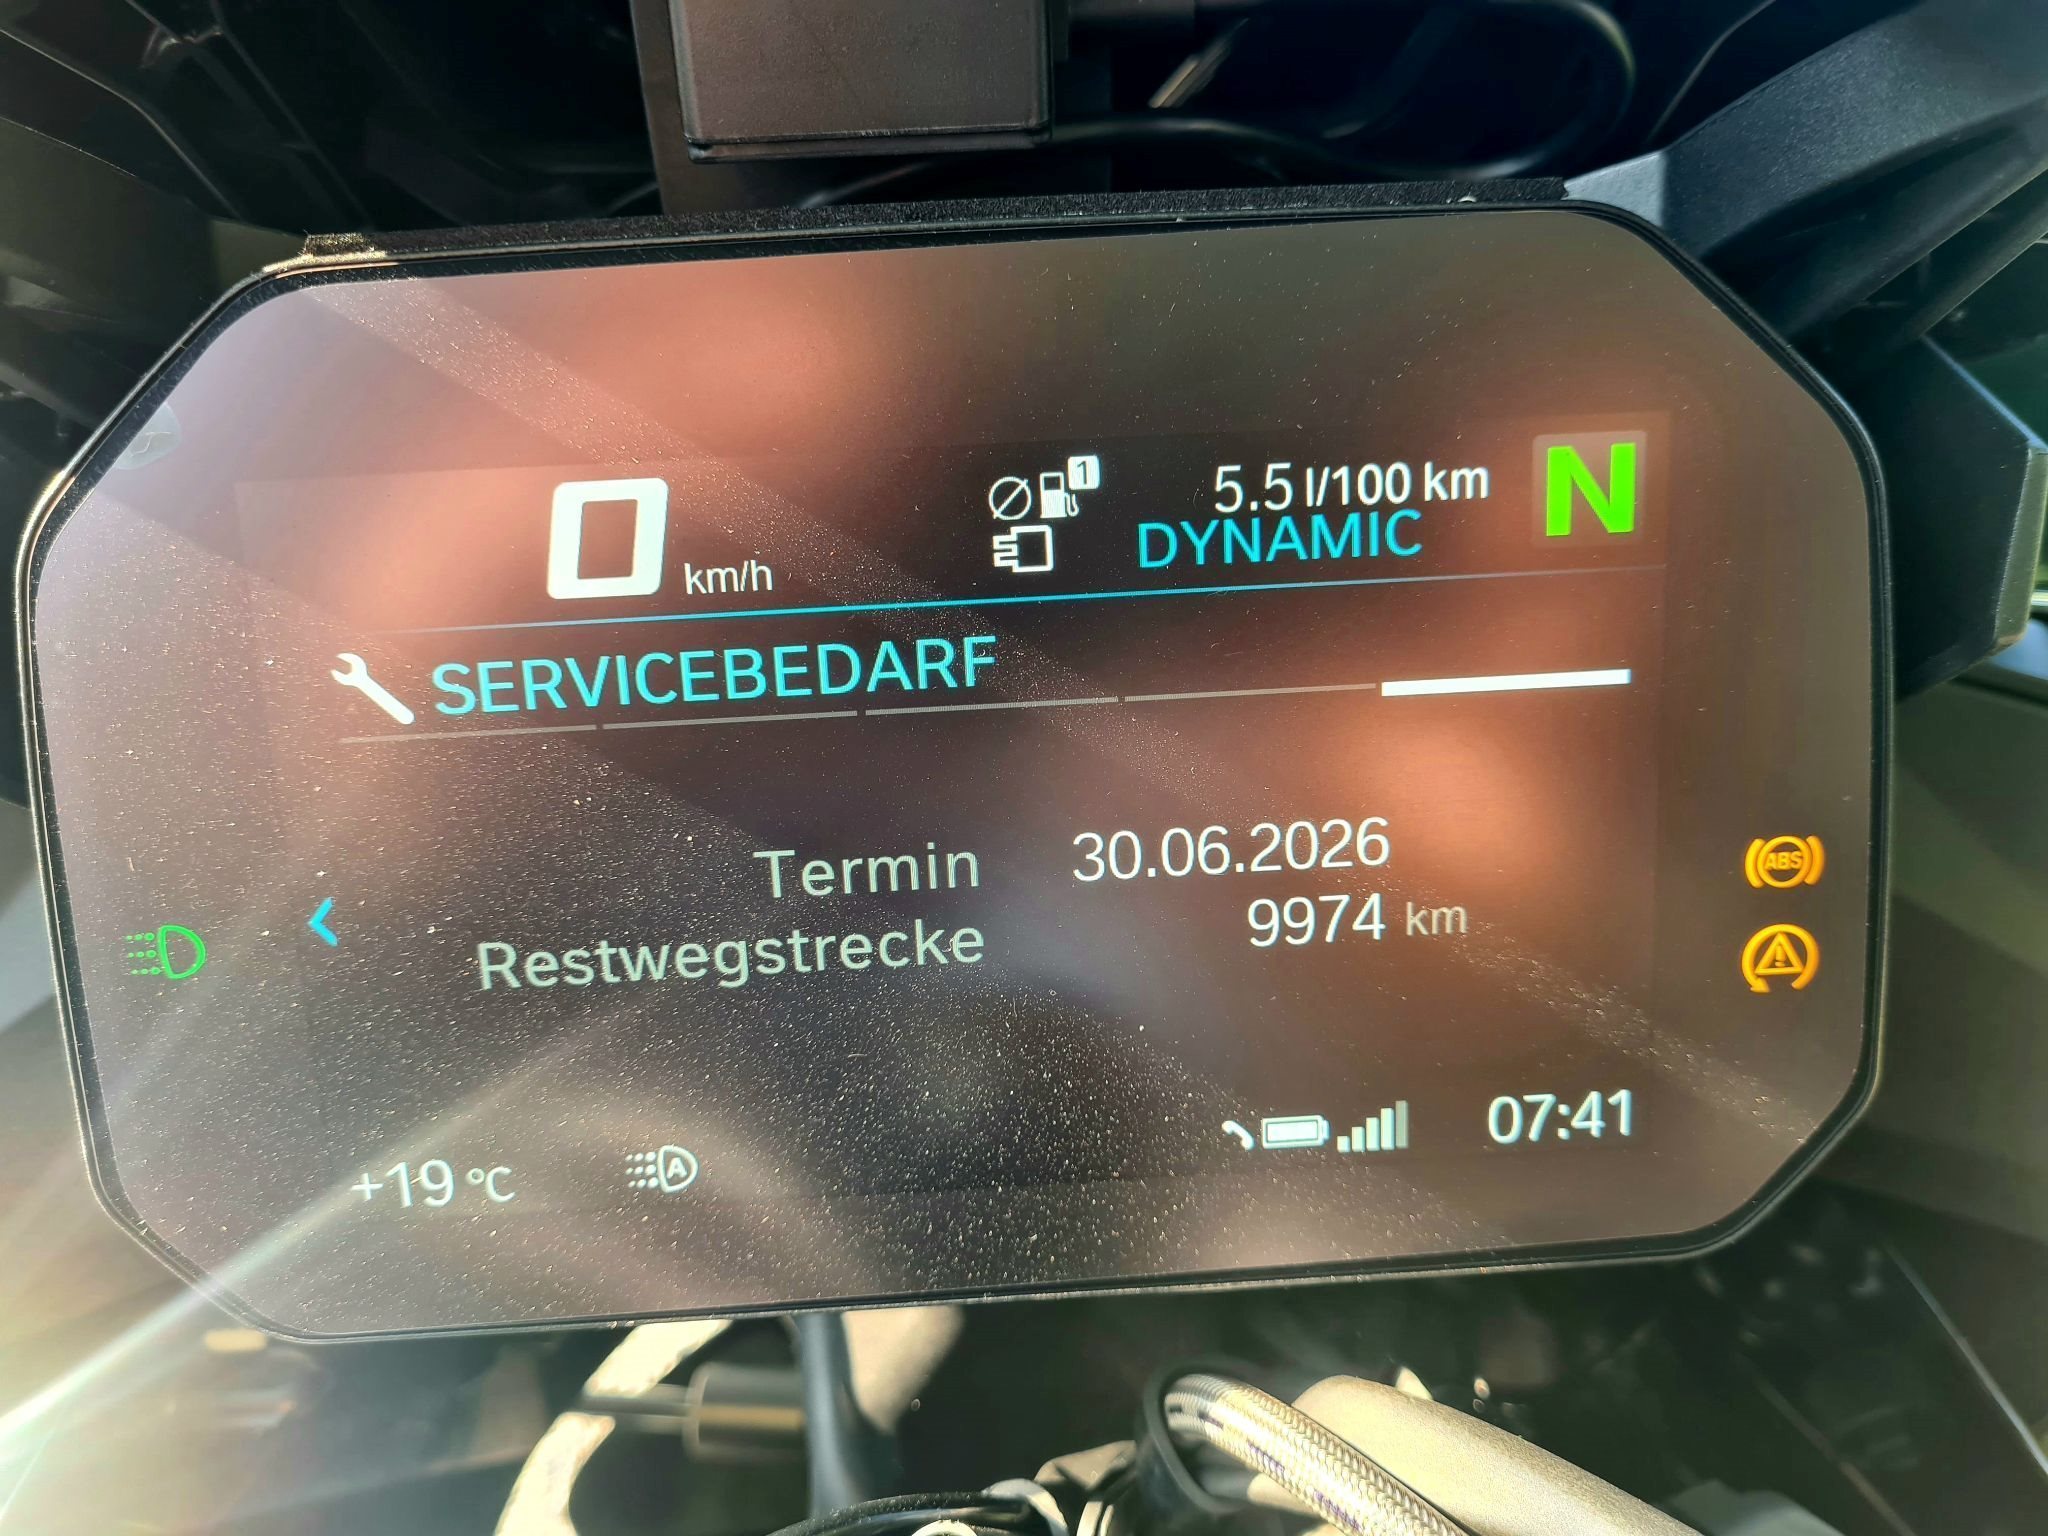 0 km/h
1 5.5 l/100 km
N
DYNAMIC
SERVICEBEDARF
Termin 30.06.2026
Restwegstrecke 9974 km
ABS
+19 °C A 07:41